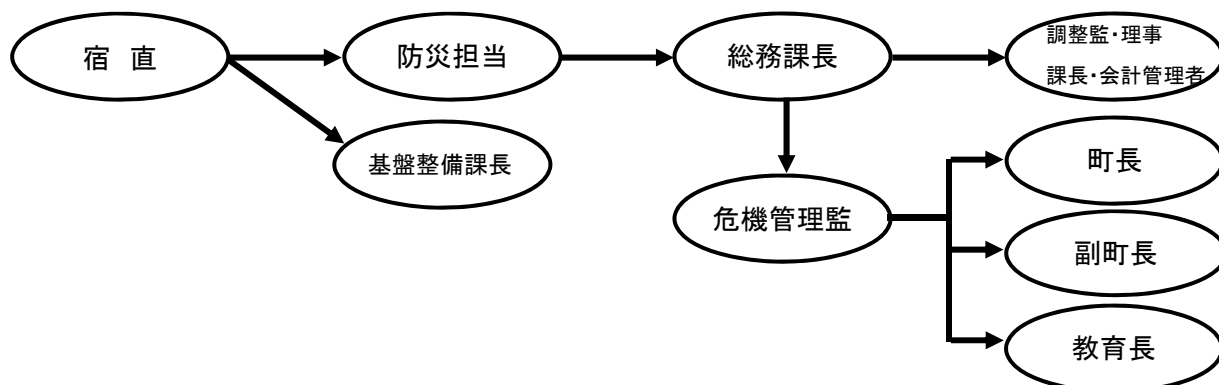 宿 直
防災担当
総務課長
調整監・理事
課長・会計管理者
基盤整備課長
町長
危機管理監
副町長
教育長